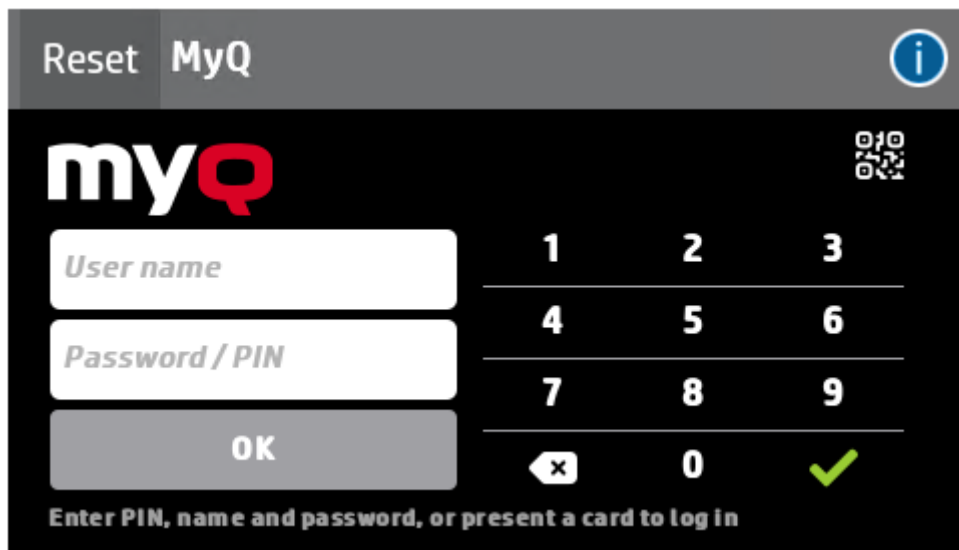 Reset MyQ
i
myQ
User name
Password / PIN
OK
1 2 3
4 5 6
7 8 9
0
Enter PIN, name and password, or present a card to log in